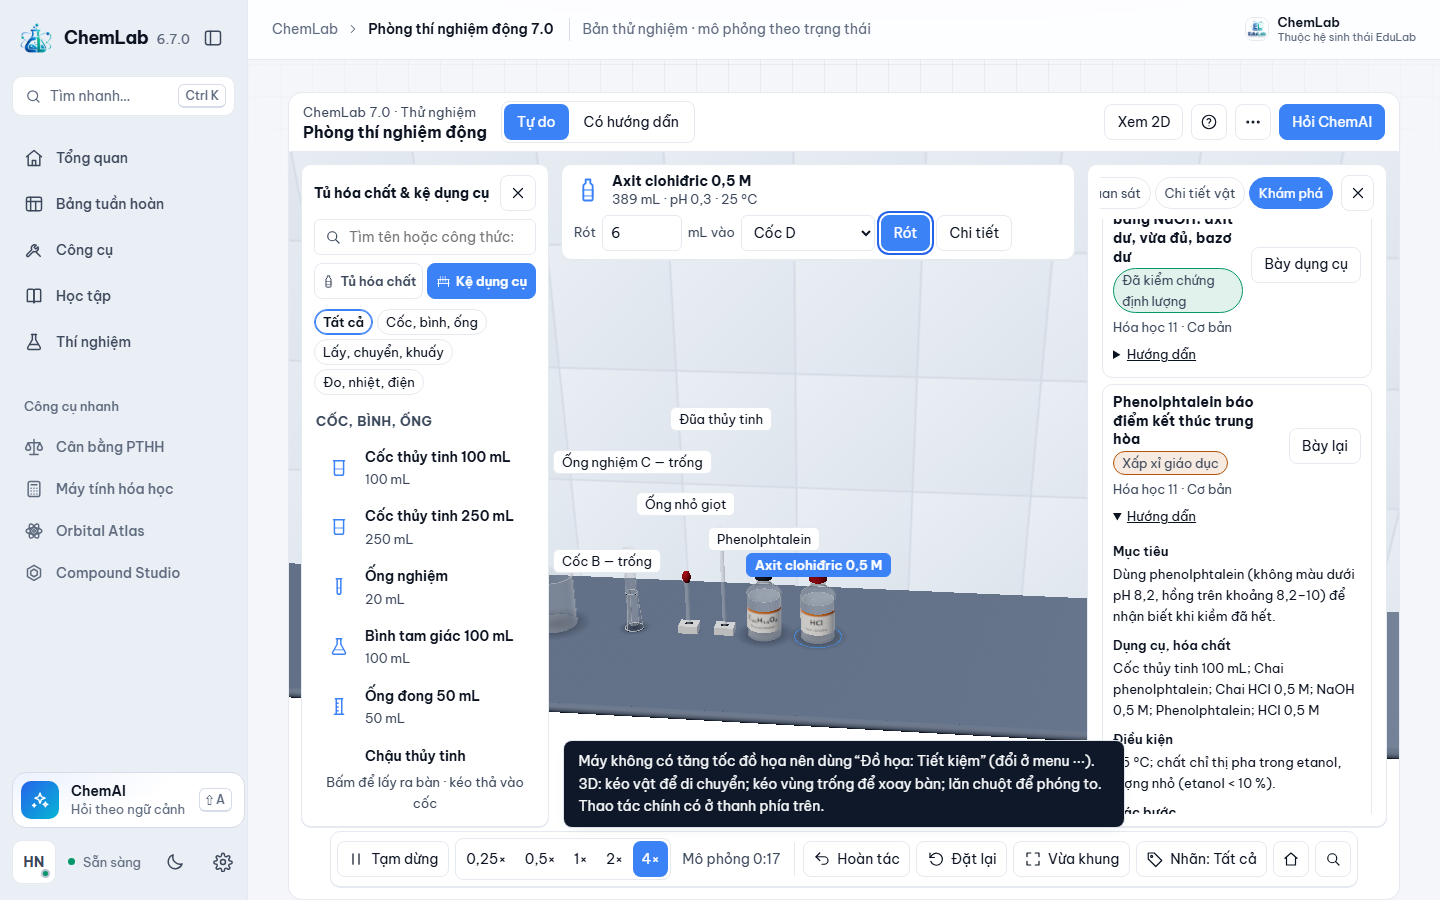 ChemLab 6.7.0
Tìm nhanh... Ctrl K
Tổng quan
Bảng tuần hoàn
Công cụ
Học tập
Thí nghiệm
Công cụ nhanh
Cân bằng PTHH
Máy tính hóa học
Orbital Atlas
Compound Studio
ChemAI
Hỏi theo ngữ cảnh
⇧ A
HN
Sẵn sàng
ChemLab > Phòng thí nghiệm động 7.0 Bản thử nghiệm · mô phỏng theo trạng thái
ChemLab
Thuộc hệ sinh thái EduLab
ChemLab 7.0 · Thử nghiệm
Phòng thí nghiệm động
Tự do Có hướng dẫn
Xem 2D
Hỏi ChemAI
Tủ hóa chất & kệ dụng cụ
Tìm tên hoặc công thức:
Tủ hóa chất Kệ dụng cụ
Tất cả Cốc, bình, ống
Lấy, chuyển, khuấy
Đo, nhiệt, điện
CỐC, BÌNH, ỐNG
Cốc thủy tinh 100 mL
100 mL
Cốc thủy tinh 250 mL
250 mL
Ống nghiệm
20 mL
Bình tam giác 100 mL
100 mL
Ống đong 50 mL
50 mL
Chậu thủy tinh
Bấm để lấy ra bàn · kéo thả vào
cốc
Axit clohiđric 0,5 M
389 mL · pH 0,3 · 25 °C
Rót 6 mL vào Cốc D Rót Chi tiết
Đũa thủy tinh
Ống nghiệm C — trống
Ống nhỏ giọt
Phenolphtalein
Cốc B — trống
Axit clohiđric 0,5 M
HCl
Máy không có tăng tốc đồ họa nên dùng “Đồ họa: Tiết kiệm” (đổi ở menu ···).
3D: kéo vật để di chuyển; kéo vùng trống để xoay bàn; lăn chuột để phóng to.
Thao tác chính có ở thanh phía trên.
Chi tiết vật Khám phá
bằng NaOH: axit
dư, vừa đủ, bazơ
dư
Bày dụng cụ
Đã kiểm chứng
định lượng
Hóa học 11 · Cơ bản
Hướng dẫn
Phenolphtalein báo
điểm kết thúc trung
hòa
Bày lại
Xấp xỉ giáo dục
Hóa học 11 · Cơ bản
Hướng dẫn
Mục tiêu
Dùng phenolphtalein (không màu dưới
pH 8,2, hồng trên khoảng 8,2–10) để
nhận biết khi kiềm đã hết.
Dụng cụ, hóa chất
Cốc thủy tinh 100 mL; Chai
phenolphtalein; Chai HCl 0,5 M; NaOH
0,5 M; Phenolphtalein; HCl 0,5 M
Điều kiện
°C; chất chỉ thị pha trong etanol,
nhỏ (etanol < 10 %).
Tạm dừng 0,25× 0,5× 1× 2× 4× Mô phỏng 0:17 Hoàn tác Đặt lại Vừa khung Nhãn: Tất cả